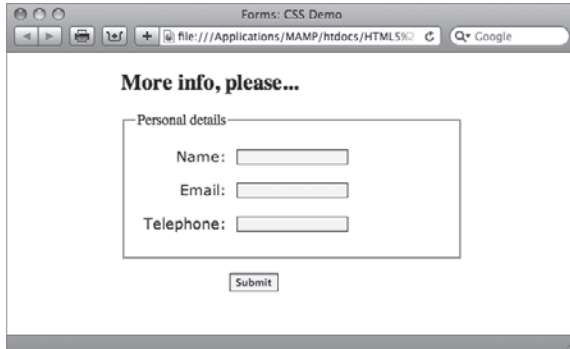 Forms: CSS Demo
file:///Applications/MAMP/htdocs/HTML5%2
Google
More info, please...
Personal details
Name:
Email:
Telephone:
Submit